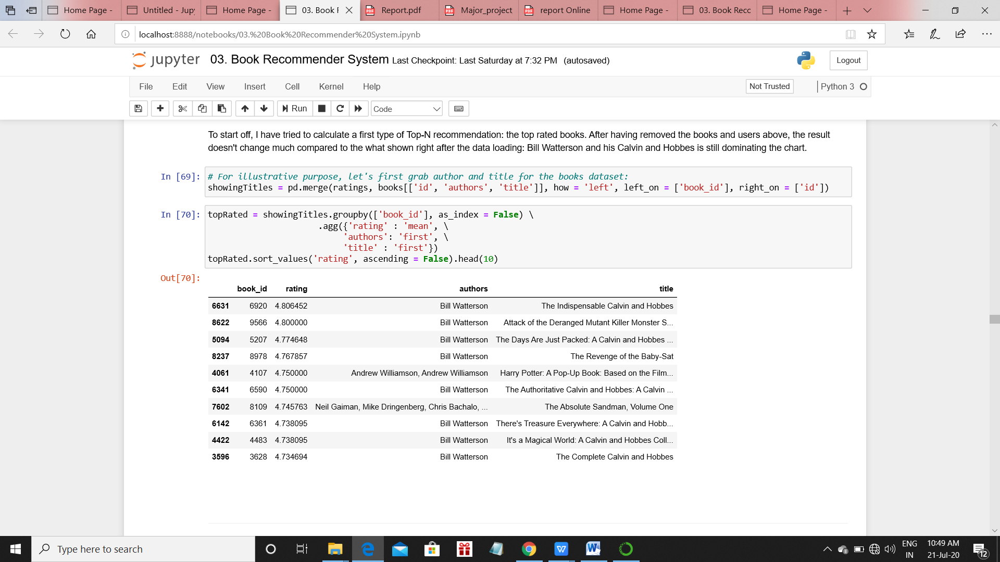 Home Page -
Untitled - Jupy
Home Page -
03. Book F
Report.pdf
Major_project
report Online
Home Page -
03. Book Recc
Home Page -
localhost:8888/notebooks/03.%20Book%20Recommender%20System.ipynb
jupyter 03. Book Recommender System Last Checkpoint: Last Saturday at 7:32 PM (autosaved)
Logout
File Edit View Insert Cell Kernel Help
Not Trusted
Python 3
Run
Code
To start off, I have tried to calculate a first type of Top-N recommendation: the top rated books. After having removed the books and users above, the result
doesn't change much compared to the what shown right after the data loading: Bill Watterson and his Calvin and Hobbes is still dominating the chart.
In [69]: # For illustrative purpose, let's first grab author and title for the books dataset:
showingTitles = pd.merge(ratings, books[['id', 'authors', 'title']], how = 'left', left_on = ['book_id'], right_on = ['id'])
In [70]: topRated = showingTitles.groupby(['book_id'], as_index = False) \
.agg({'rating' : 'mean', \
'authors': 'first', \
'title' : 'first'})
topRated.sort_values('rating', ascending = False).head(10)
Out[70]:
book_id rating authors title
6631 6920 4.806452 Bill Watterson The Indispensable Calvin and Hobbes
8622 9566 4.800000 Bill Watterson Attack of the Deranged Mutant Killer Monster S...
5094 5207 4.774648 Bill Watterson The Days Are Just Packed: A Calvin and Hobbes ...
8237 8978 4.767857 Bill Watterson The Revenge of the Baby-Sat
4061 4107 4.750000 Andrew Williamson, Andrew Williamson Harry Potter: A Pop-Up Book: Based on the Film...
6341 6590 4.750000 Bill Watterson The Authoritative Calvin and Hobbes: A Calvin ...
7602 8109 4.745763 Neil Gaiman, Mike Dringenberg, Chris Bachalo, ... The Absolute Sandman, Volume One
6142 6361 4.738095 Bill Watterson There's Treasure Everywhere: A Calvin and Hobb...
4422 4483 4.738095 Bill Watterson It's a Magical World: A Calvin and Hobbes Coll...
3596 3628 4.734694 Bill Watterson The Complete Calvin and Hobbes
Type here to search
ENG
IN
10:49 AM
21-Jul-20
12